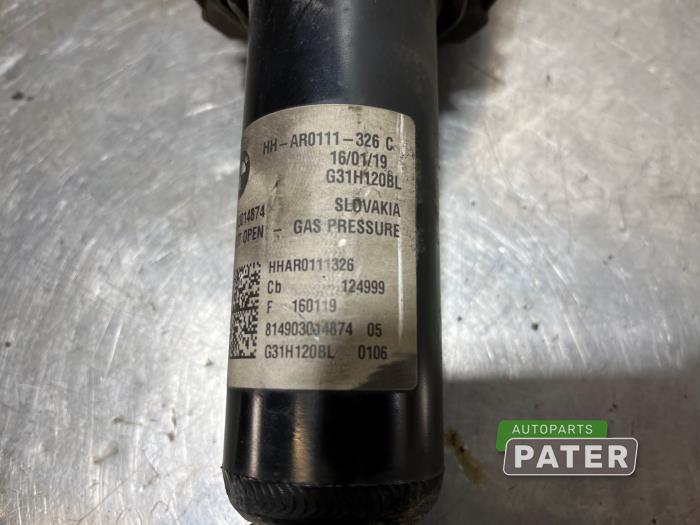 HH-AR0111-326 C
16/01/19
G31H120BL
SLOVAKIA
OPEN - GAS PRESSURE
HHAR0111326
Cb 124999
F 160119
814903014874 05
G31H120BL 0106
AUTOPARTS
PATER